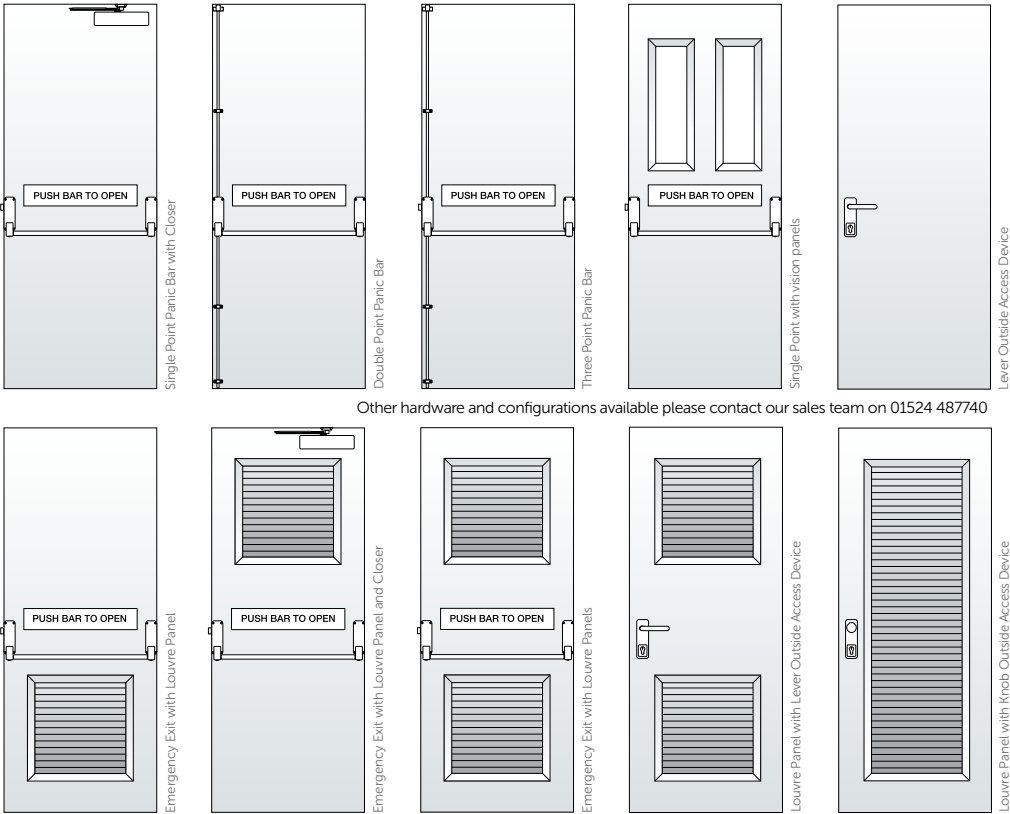 PUSH BAR TO OPEN
Single Point Panic Bar with Closer
PUSH BAR TO OPEN
Double Point Panic Bar
PUSH BAR TO OPEN
Three Point Panic Bar
PUSH BAR TO OPEN
Single Point with vision panels
Lever Outside Access Device
Other hardware and configurations available please contact our sales team on 01524 487740
PUSH BAR TO OPEN
Emergency Exit with Louvre Panel
PUSH BAR TO OPEN
Emergency Exit with Louvre Panel and Closer
PUSH BAR TO OPEN
Emergency Exit with Louvre Panels
Louvre Panel with Lever Outside Access Device
Louvre Panel with Knob Outside Access Device